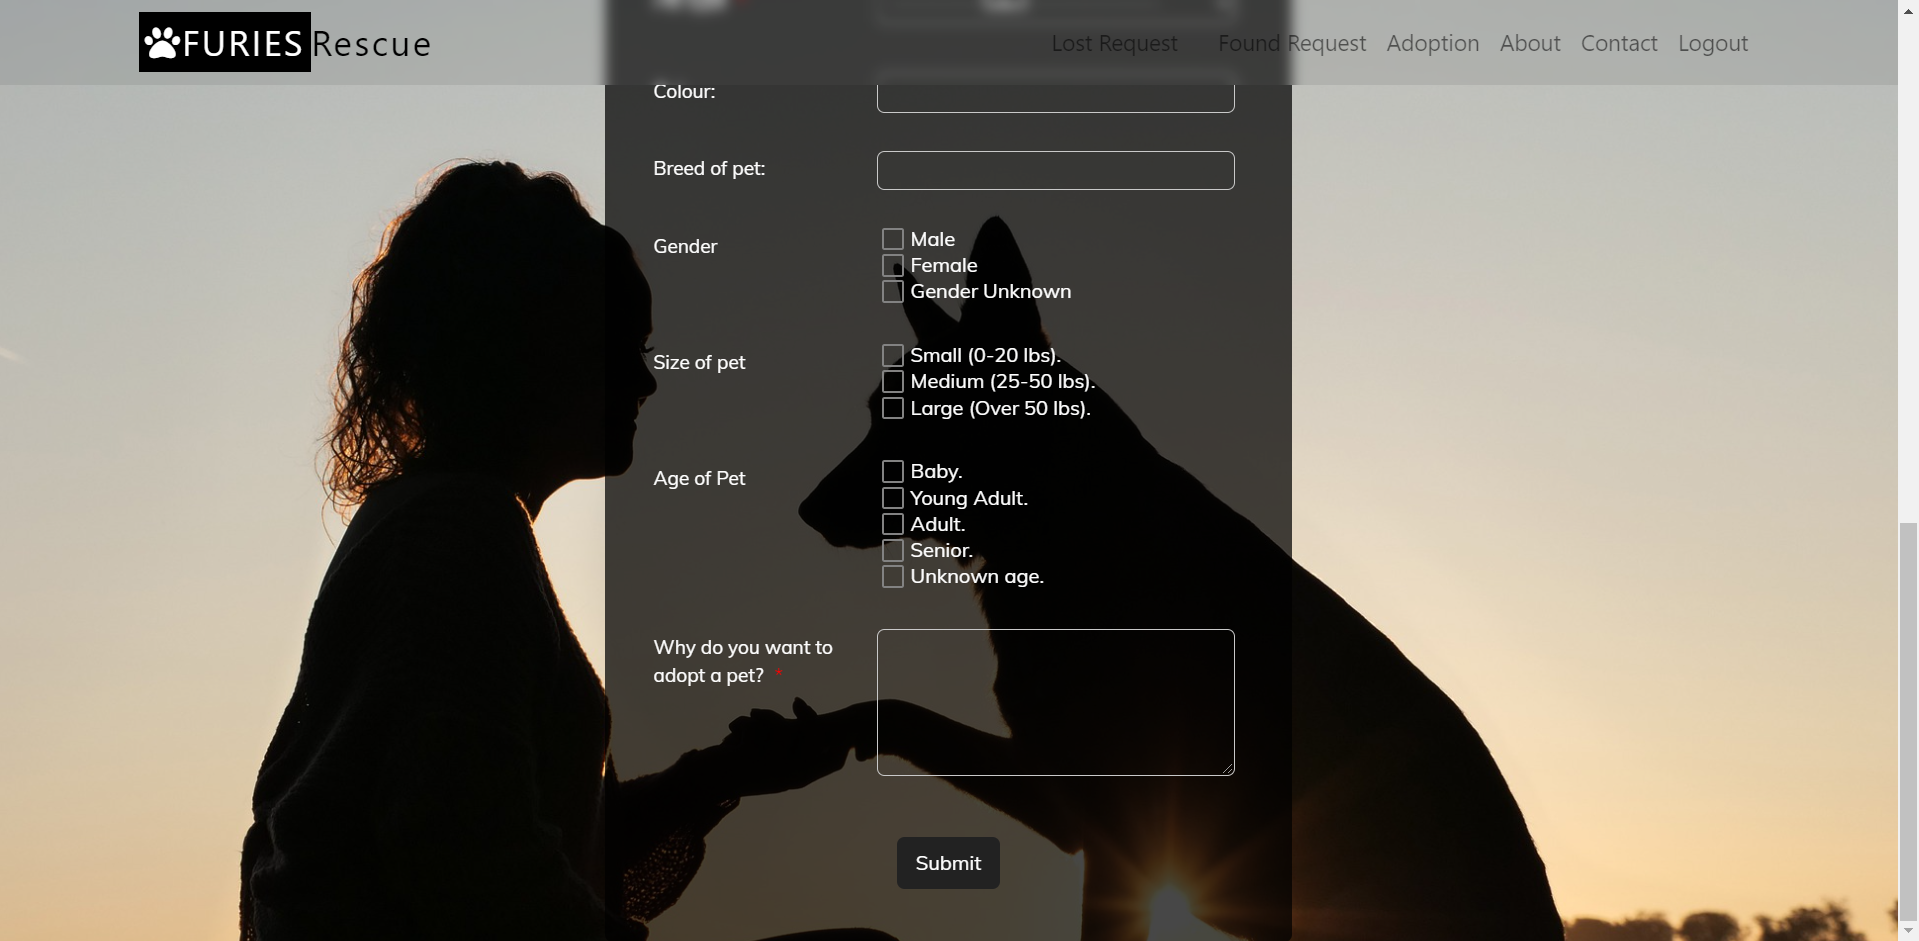 FURIES Rescue
Lost Request Found Request Adoption About Contact Logout
Colour:
Breed of pet:
Gender
Male
Female
Gender Unknown
Size of pet
Small (0-20 lbs).
Medium (25-50 lbs).
Large (Over 50 lbs).
Age of Pet
Baby.
Young Adult.
Adult.
Senior.
Unknown age.
Why do you want to
adopt a pet? *
Submit